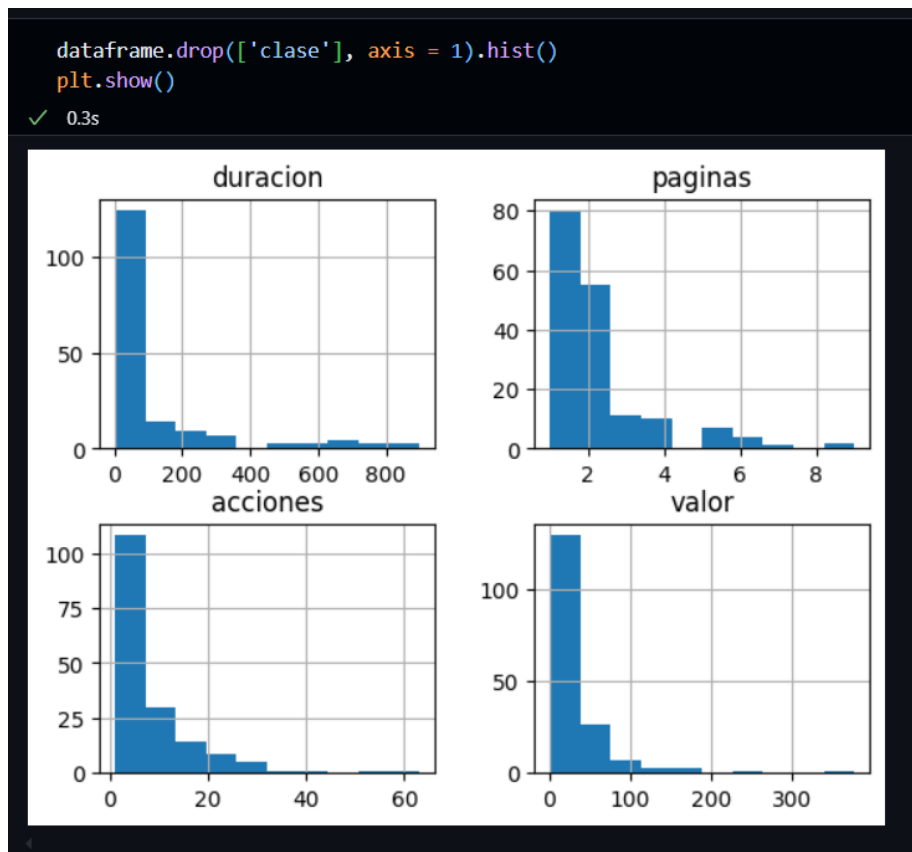 dataframe.drop(['clase'], axis = 1).hist()
plt.show()
✓ 0.3s
duracion
paginas
100
50
0
0 200 400 600 800
80
60
40
20
0
2 4 6 8
acciones
valor
100
75
50
25
0
0 20 40 60
100
50
0
0 100 200 300